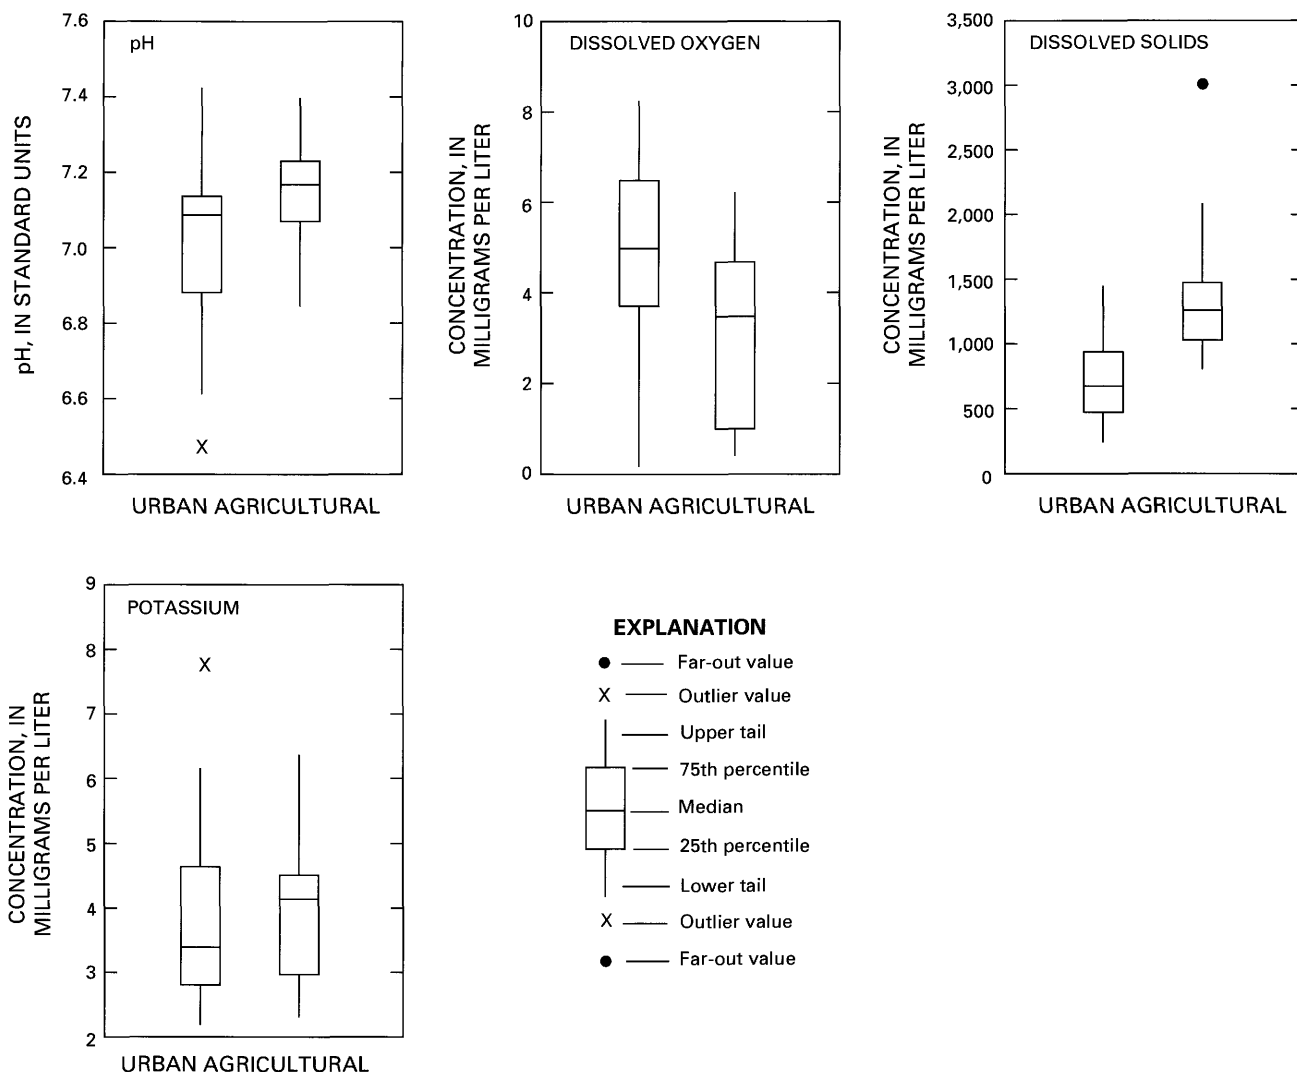 pH
pH, IN STANDARD UNITS
7.6
7.4
7.2
7.0
6.8
6.6
6.4
X
URBAN AGRICULTURAL
DISSOLVED OXYGEN
CONCENTRATION, IN
MILLIGRAMS PER LITER
10
8
6
4
2
0
URBAN AGRICULTURAL
DISSOLVED SOLIDS
CONCENTRATION, IN
MILLIGRAMS PER LITER
3,500
3,000
2,500
2,000
1,500
1,000
500
0
URBAN AGRICULTURAL
POTASSIUM
CONCENTRATION, IN
MILLIGRAMS PER LITER
9
8
7
6
5
4
3
2
X
URBAN AGRICULTURAL
EXPLANATION
Far-out value
X Outlier value
Upper tail
75th percentile
Median
25th percentile
Lower tail
X Outlier value
Far-out value